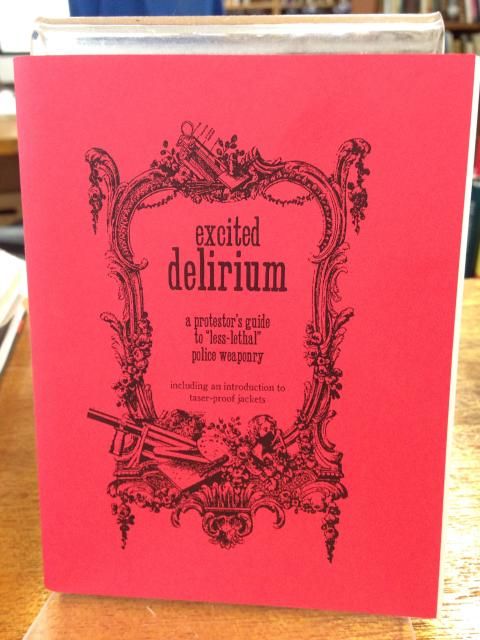 excited
delirium
a protestor's guide
to "less-lethal"
police weaponry
including an introduction to
taser-proof jackets